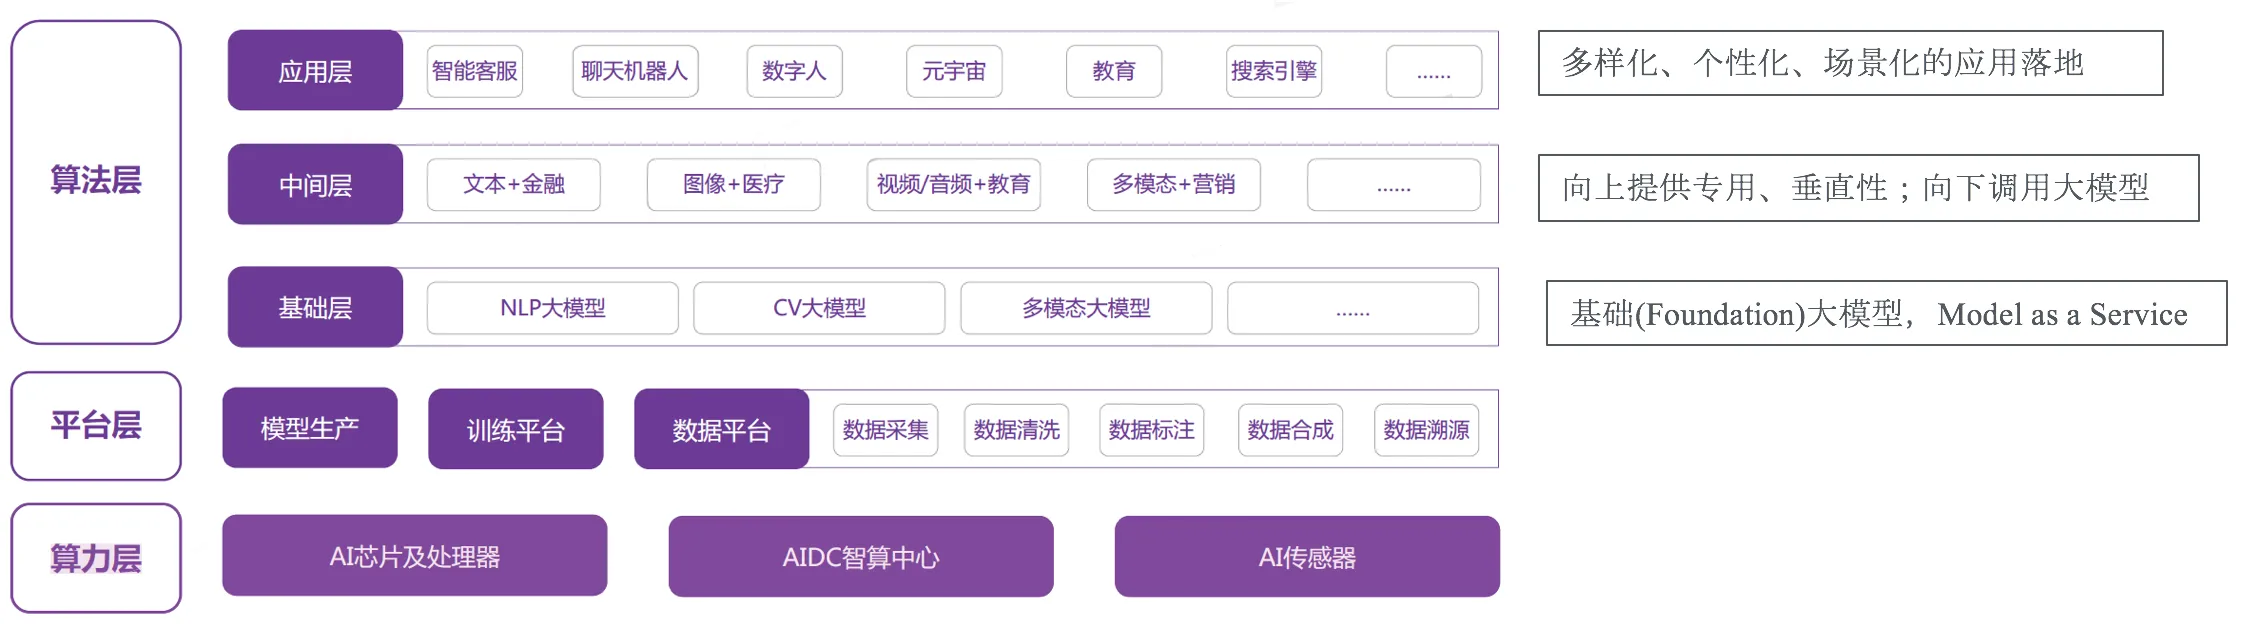 算法层
应用层
智能客服
聊天机器人
数字人
元宇宙
教育
搜索引擎
......
多样化、个性化、场景化的应用落地
中间层
文本+金融
图像+医疗
视频/音频+教育
多模态+营销
......
向上提供专用、垂直性；向下调用大模型
基础层
NLP大模型
CV大模型
多模态大模型
......
基础(Foundation)大模型，Model as a Service
平台层
模型生产
训练平台
数据平台
数据采集
数据清洗
数据标注
数据合成
数据溯源
算力层
AI芯片及处理器
AIDC智算中心
AI传感器